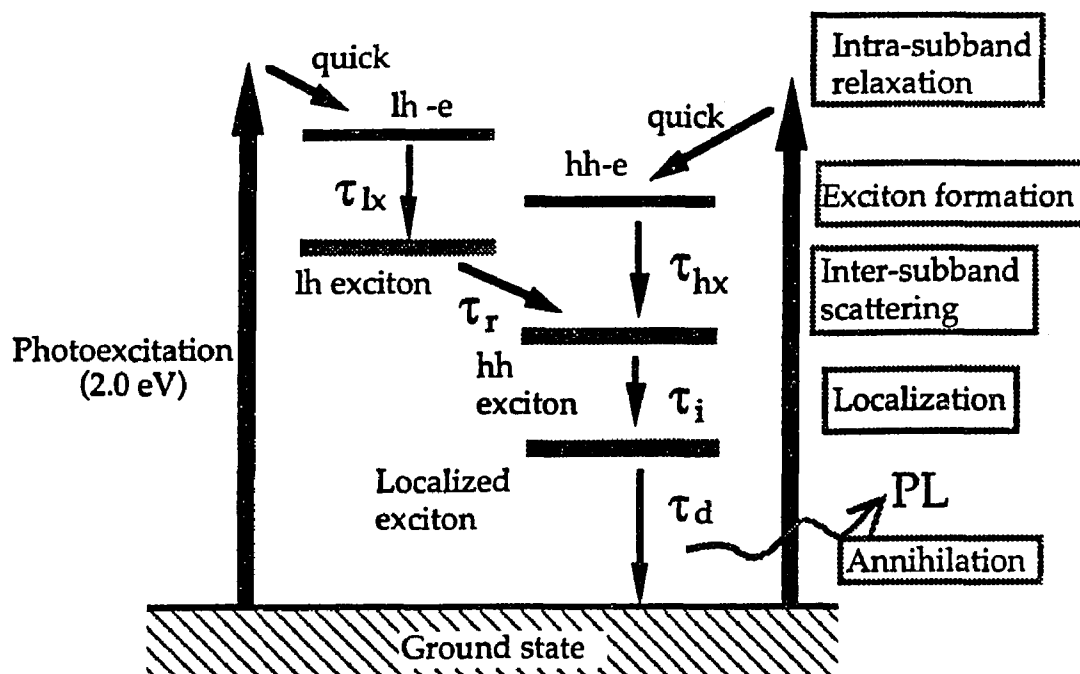 quick
lh -e
τlx
lh exciton
τr
Photoexcitation
(2.0 eV)
quick
hh-e
τhx
hh
exciton
τi
Localized
exciton
τd
PL
Intra-subband
relaxation
Exciton formation
Inter-subband
scattering
Localization
Annihilation
Ground state